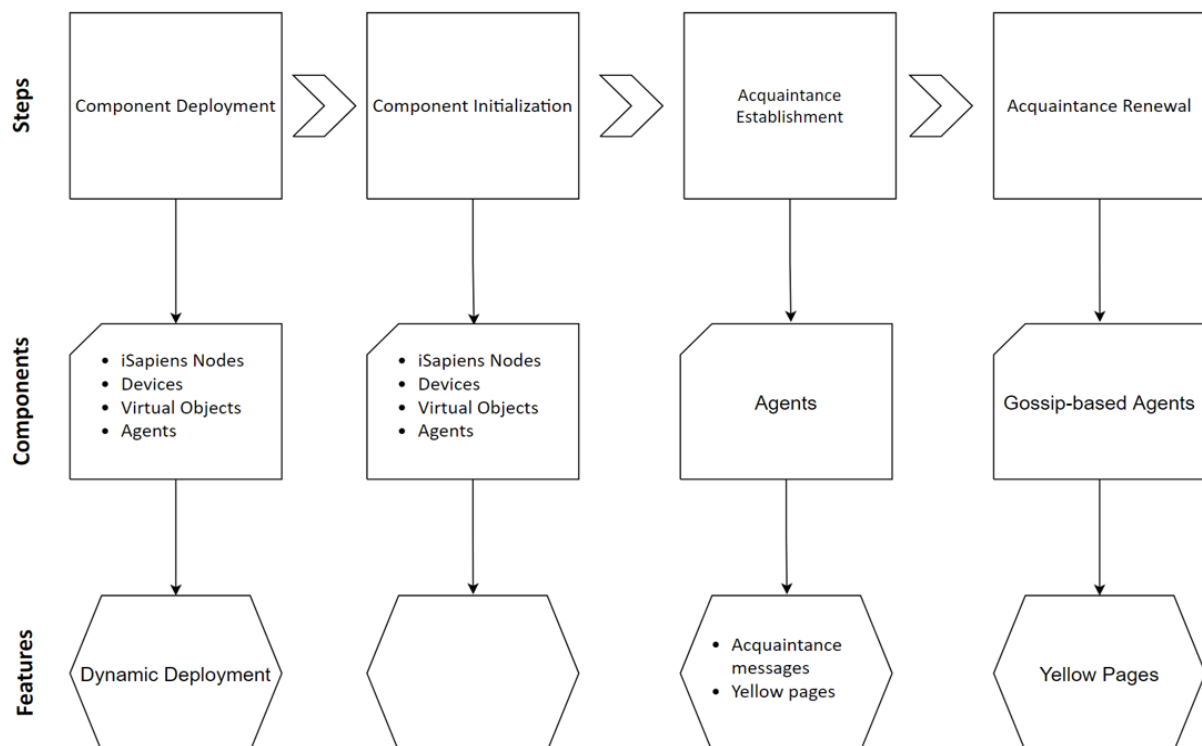 Steps
Component Deployment
Component Initialization
Acquaintance
Establishment
Acquaintance Renewal
Components
• iSapiens Nodes
• Devices
• Virtual Objects
• Agents
• iSapiens Nodes
• Devices
• Virtual Objects
• Agents
Agents
Gossip-based Agents
Features
Dynamic Deployment
• Acquaintance
messages
• Yellow pages
Yellow Pages